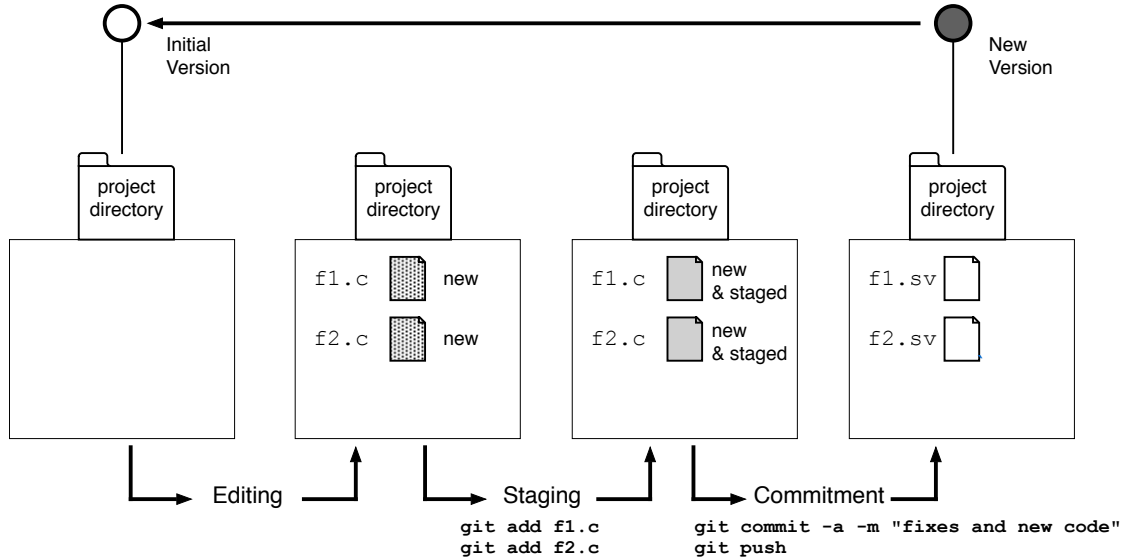 Initial
Version
New
Version
project
directory
project
directory
project
directory
project
directory
f1.c
new
f2.c
new
f1.c
new
& staged
f2.c
new
& staged
f1.sv
f2.sv
Editing
Staging
Commitment
git add f1.c
git add f2.c
git commit -a -m "fixes and new code"
git push